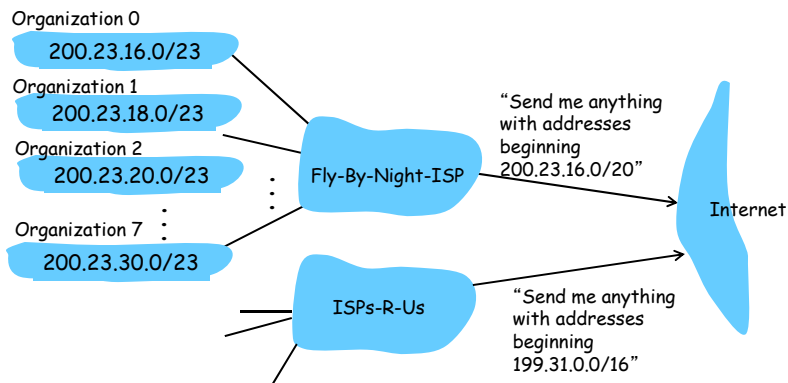 Organization 0
200.23.16.0/23
Organization 1
200.23.18.0/23
Organization 2
200.23.20.0/23
Organization 7
200.23.30.0/23
Fly-By-Night-ISP
“Send me anything
with addresses
beginning
200.23.16.0/20”
Internet
ISPs-R-Us
“Send me anything
with addresses
beginning
199.31.0.0/16”